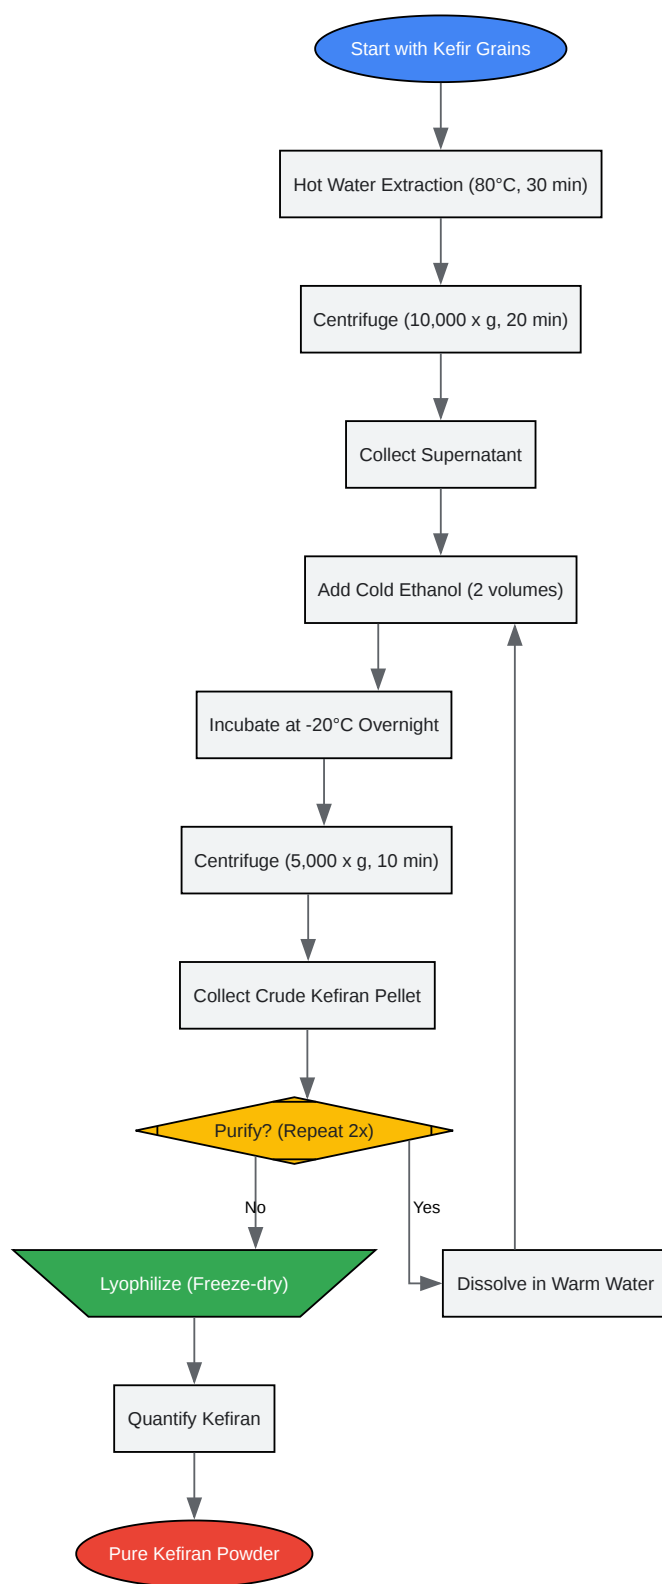 Start with Kefir Grains
Hot Water Extraction (80°C, 30 min)
Centrifuge (10,000 x g, 20 min)
Collect Supernatant
Add Cold Ethanol (2 volumes)
Incubate at -20°C Overnight
Centrifuge (5,000 x g, 10 min)
Collect Crude Kefiran Pellet
Purify? (Repeat 2x)
No
Yes
Lyophilize (Freeze-dry)
Dissolve in Warm Water
Quantify Kefiran
Pure Kefiran Powder